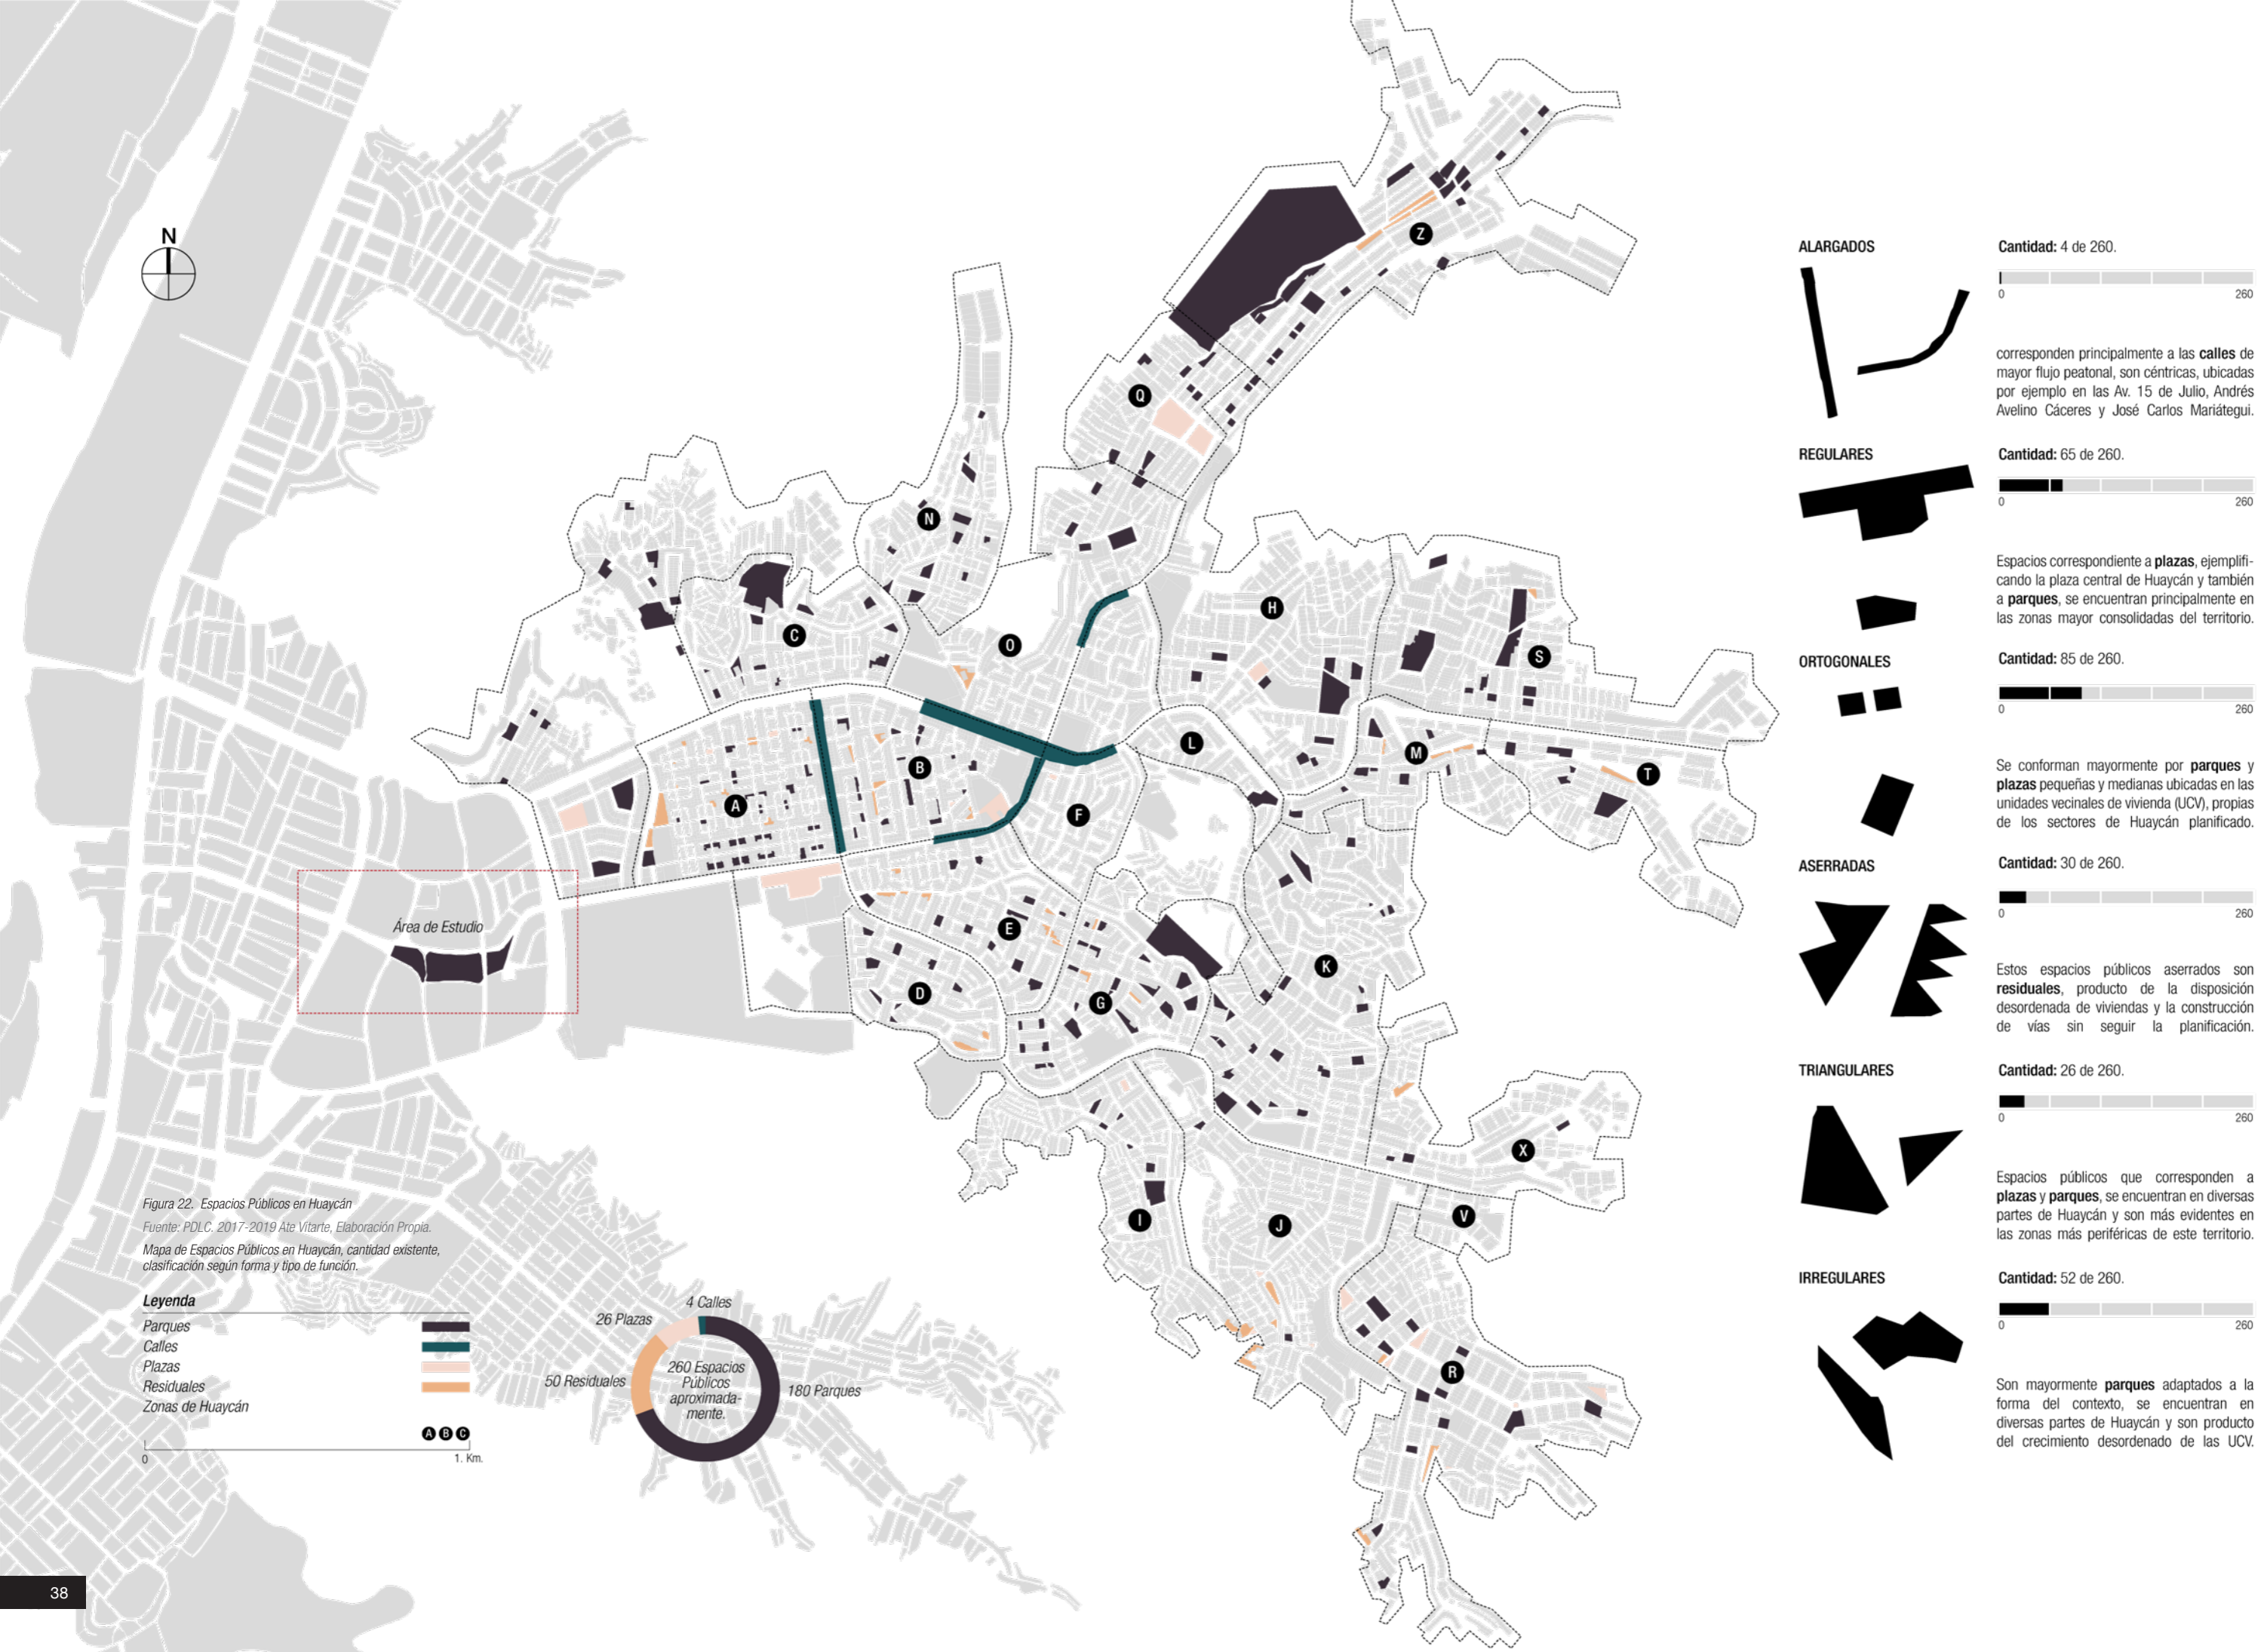 N
Z
Q
N
C
O
H
S
L
B
M
T
A
F
E
D
G
K
X
V
I
J
R
Área de Estudio
Figura 22. Espacios Públicos en Huaycán
Fuente: PDLC. 2017-2019 Ate Vitarte, Elaboración Propia.
Mapa de Espacios Públicos en Huaycán, cantidad existente,
clasificación según forma y tipo de función.
Leyenda
Parques
Calles
Plazas
Residuales
Zonas de Huaycán
A B C
0 1. Km.
4 Calles
26 Plazas
50 Residuales
180 Parques
260 Espacios
Públicos
aproximada-
mente.
38
ALARGADOS
Cantidad: 4 de 260.
0 260
corresponden principalmente a las calles de
mayor flujo peatonal, son céntricas, ubicadas
por ejemplo en las Av. 15 de Julio, Andrés
Avelino Cáceres y José Carlos Mariátegui.
REGULARES
Cantidad: 65 de 260.
0 260
Espacios correspondiente a plazas, ejemplifi-
cando la plaza central de Huaycán y también
a parques, se encuentran principalmente en
las zonas mayor consolidadas del territorio.
ORTOGONALES
Cantidad: 85 de 260.
0 260
Se conforman mayormente por parques y
plazas pequeñas y medianas ubicadas en las
unidades vecinales de vivienda (UCV), propias
de los sectores de Huaycán planificado.
ASERRADAS
Cantidad: 30 de 260.
0 260
Estos espacios públicos aserrados son
residuales, producto de la disposición
desordenada de viviendas y la construcción
de vías sin seguir la planificación.
TRIANGULARES
Cantidad: 26 de 260.
0 260
Espacios públicos que corresponden a
plazas y parques, se encuentran en diversas
partes de Huaycán y son más evidentes en
las zonas más periféricas de este territorio.
IRREGULARES
Cantidad: 52 de 260.
0 260
Son mayormente parques adaptados a la
forma del contexto, se encuentran en
diversas partes de Huaycán y son producto
del crecimiento desordenado de las UCV.